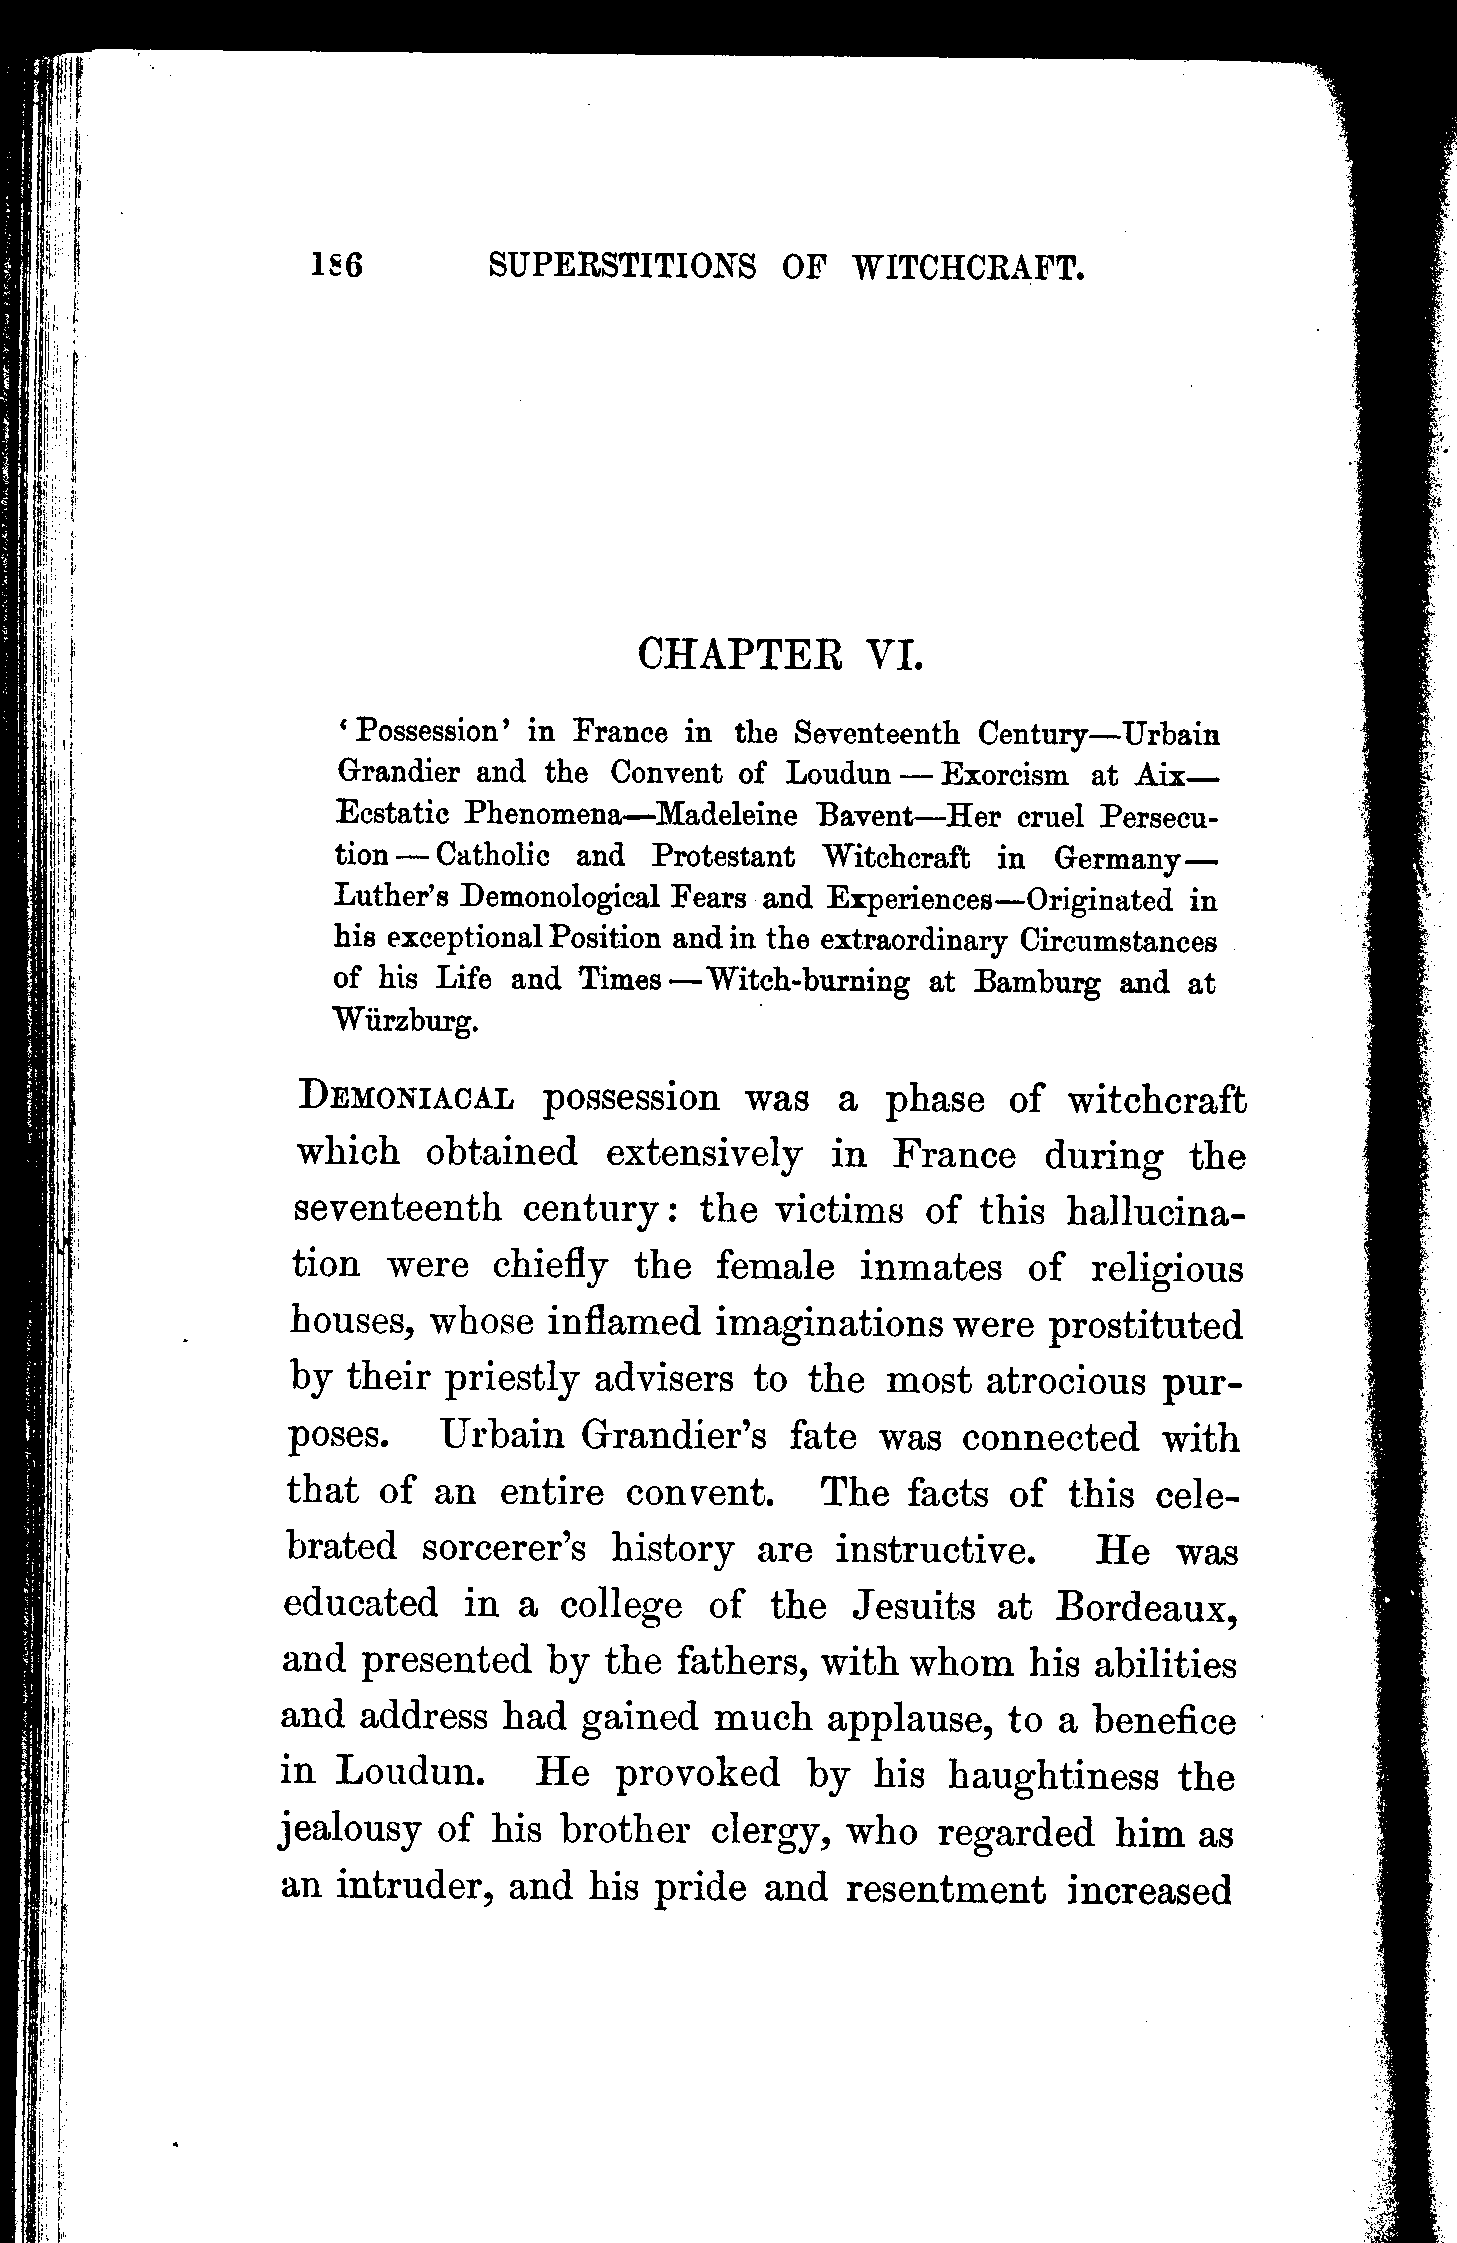 186 SUPERSTITIONS OF WITCHCRAFT.
CHAPTER VI.
‘Possession’ in France in the Seventeenth Century—Urbain
Grandier and the Convent of Loudun — Exorcism at Aix—
Ecstatic Phenomena—Madeleine Bavent—Her cruel Persecu-
tion — Catholic and Protestant Witchcraft in Germany—
Luther’s Demonological Fears and Experiences—Originated in
his exceptional Position and in the extraordinary Circumstances
of his Life and Times—Witch-burning at Bamburg and at
Würzburg.
DEMONIACAL possession was a phase of witchcraft
which obtained extensively in France during the
seventeenth century: the victims of this hallucina-
tion were chiefly the female inmates of religious
houses, whose inflamed imaginations were prostituted
by their priestly advisers to the most atrocious pur-
poses. Urbain Grandier’s fate was connected with
that of an entire convent. The facts of this cele-
brated sorcerer’s history are instructive. He was
educated in a college of the Jesuits at Bordeaux,
and presented by the fathers, with whom his abilities
and address had gained much applause, to a benefice
in Loudun. He provoked by his haughtiness the
jealousy of his brother clergy, who regarded him as
an intruder, and his pride and resentment increased